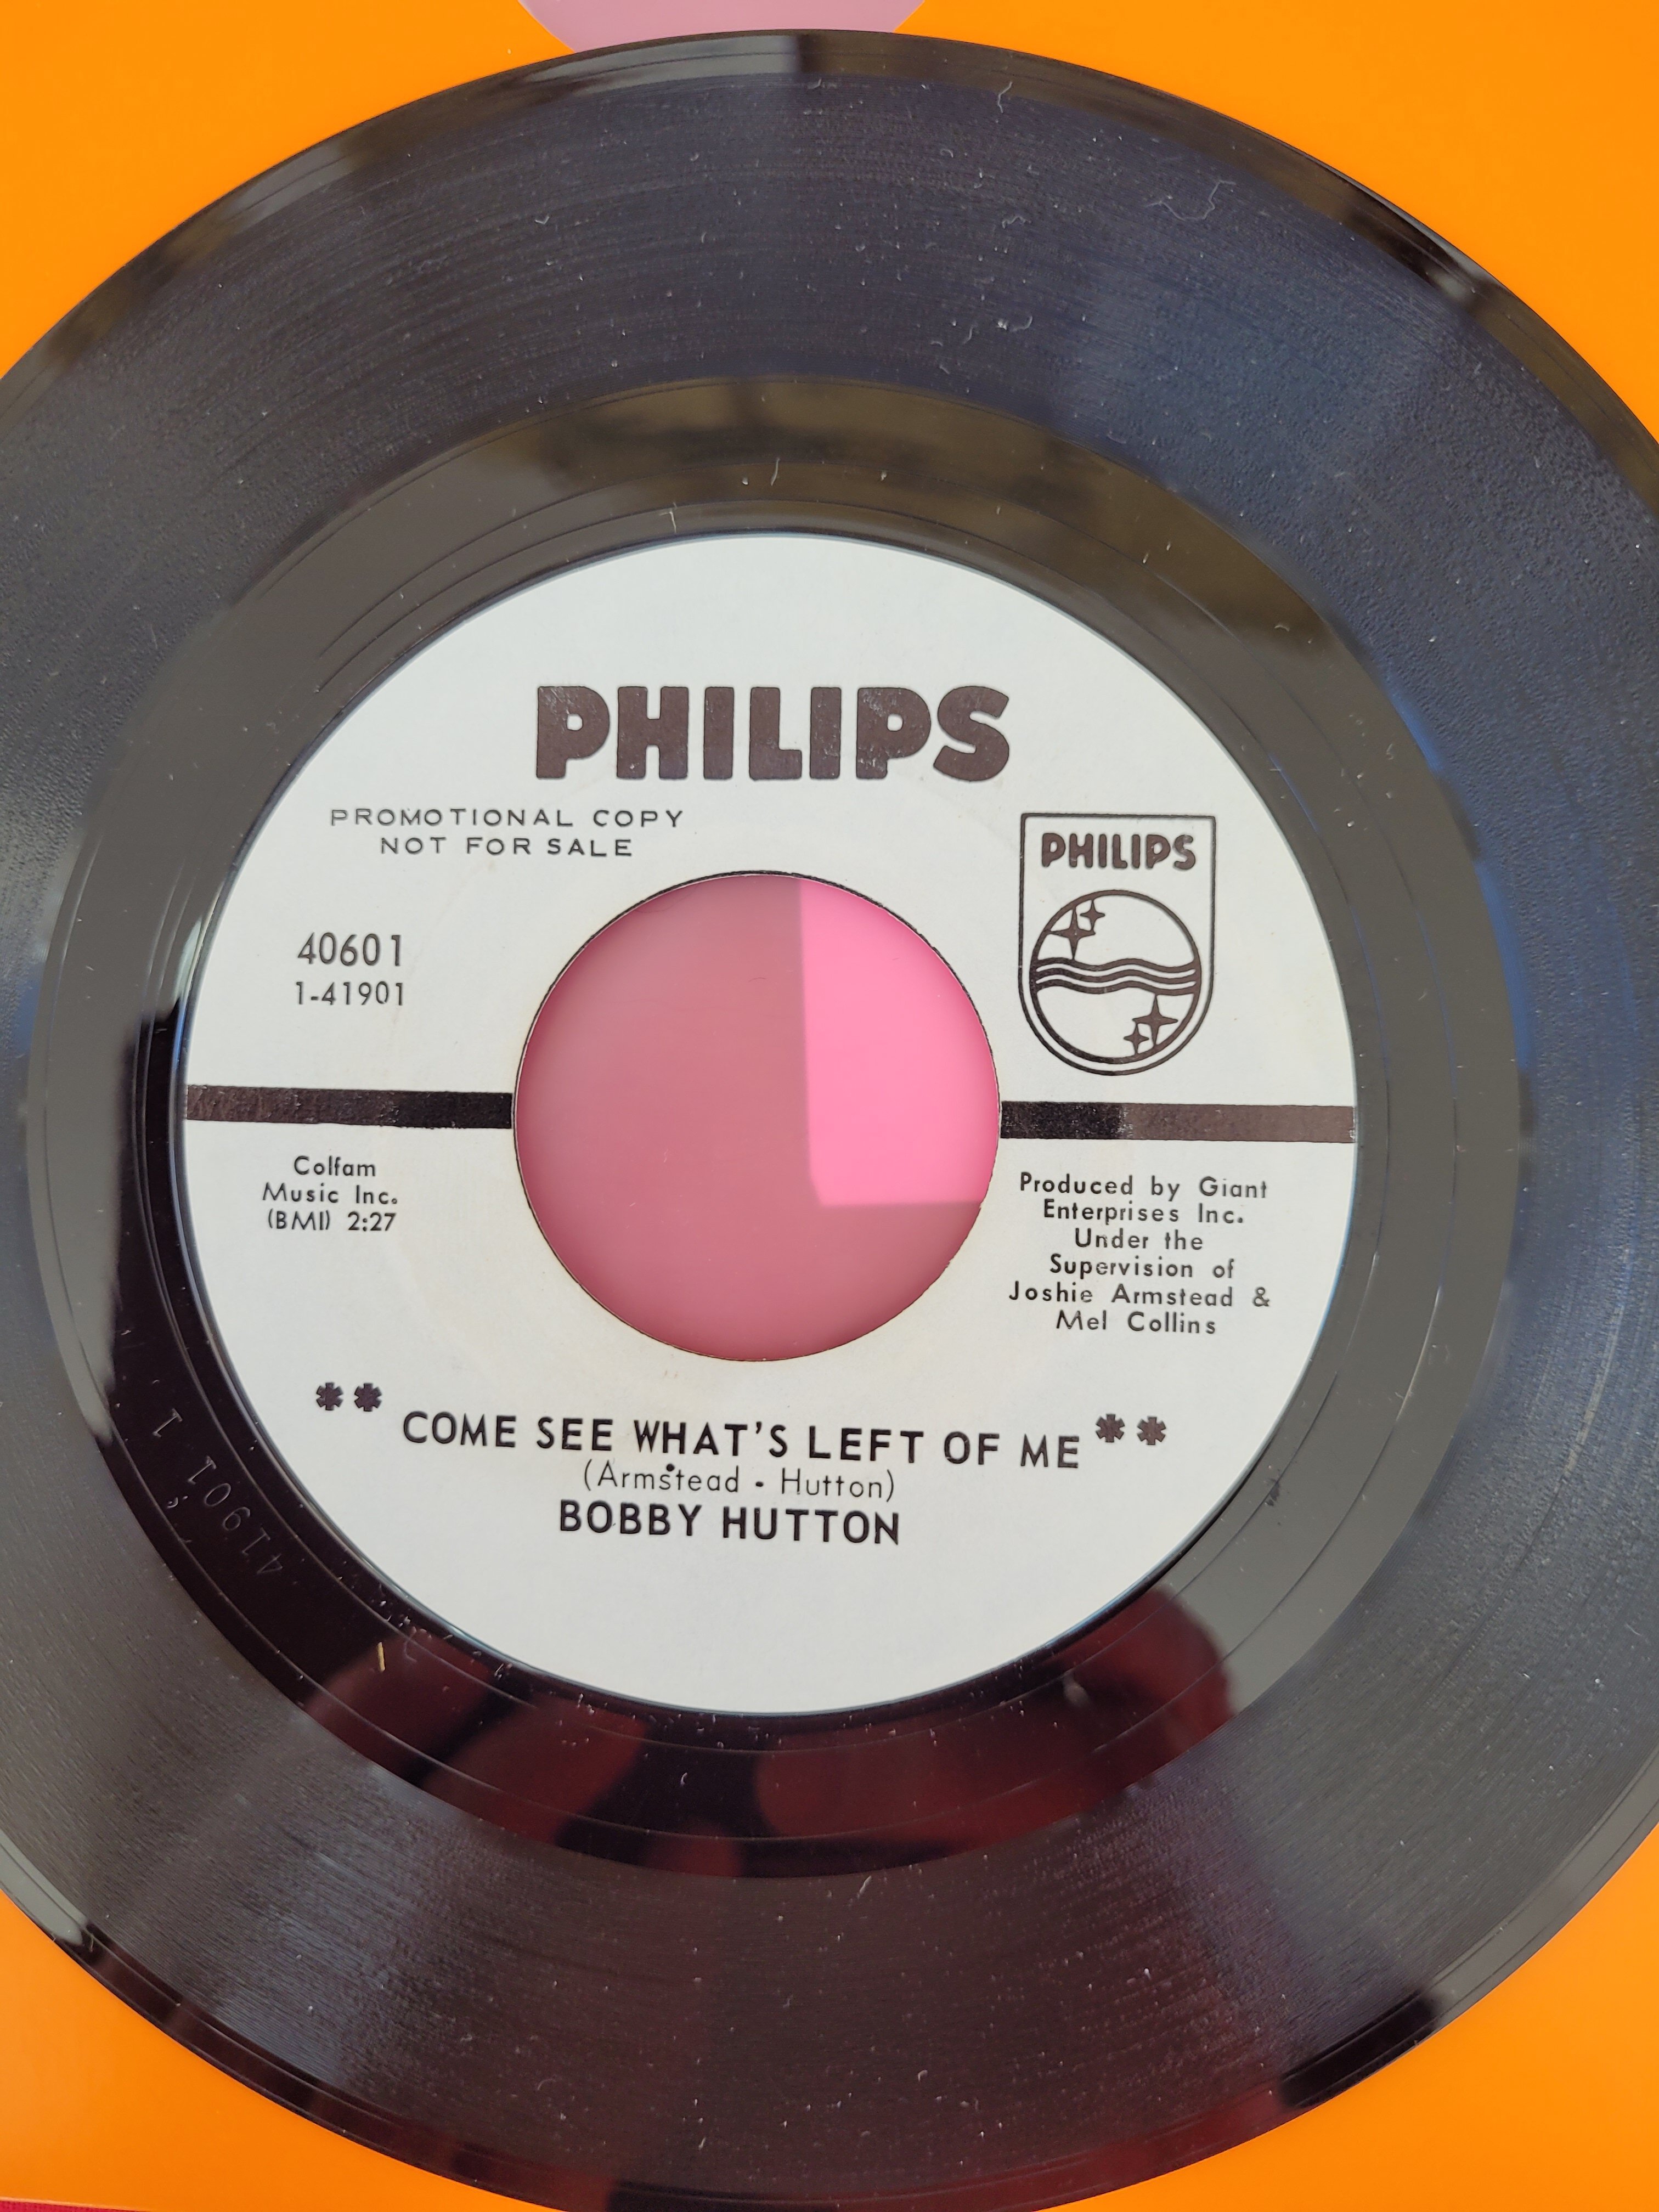 PHILIPS
PROMOTIONAL COPY
NOT FOR SALE
PHILIPS
40601
1-41901
Colfam
Music Inc.
(BMI) 2:27
Produced by Giant
Enterprises Inc.
Under the
Supervision of
Joshie Armstead &
Mel Collins
** COME SEE WHAT'S LEFT OF ME **
(Armstead - Hutton)
BOBBY HUTTON
41901 1